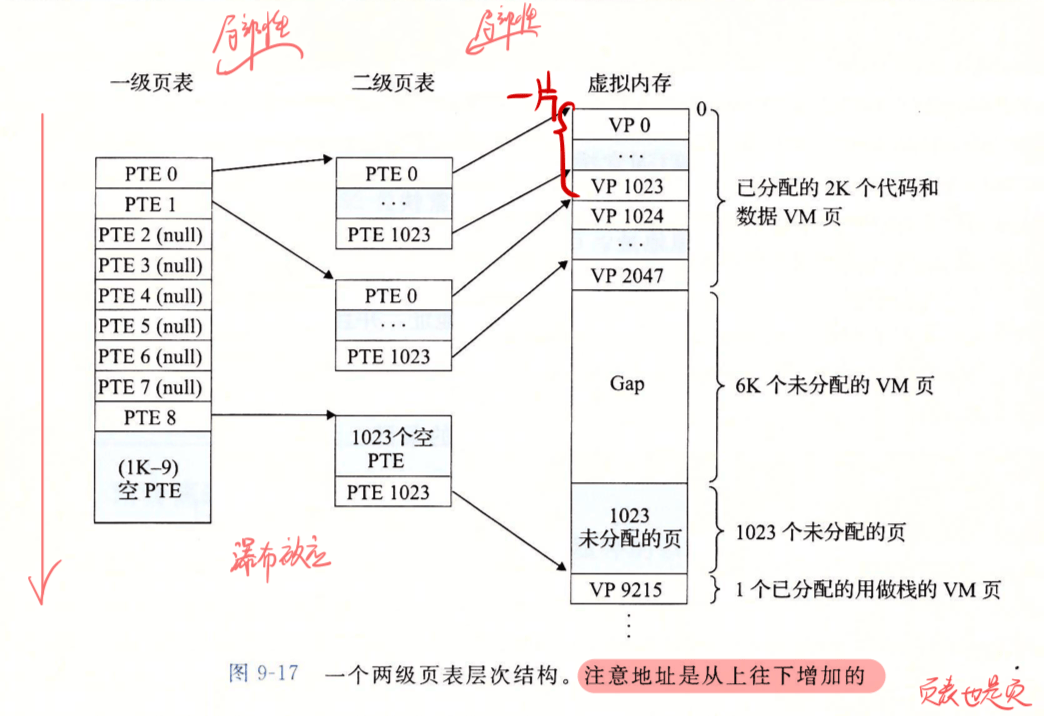 局部性
局部性
一级页表
二级页表
虚拟内存
一片
PTE 0
PTE 1
PTE 2 (null)
PTE 3 (null)
PTE 4 (null)
PTE 5 (null)
PTE 6 (null)
PTE 7 (null)
PTE 8
(1K–9)
空 PTE
PTE 0
...
PTE 1023
PTE 0
...
PTE 1023
1023个空
PTE
PTE 1023
0
VP 0
...
VP 1023
VP 1024
...
VP 2047
Gap
1023
未分配的页
VP 9215
⋮
已分配的 2K 个代码和
数据 VM 页
6K 个未分配的 VM 页
1023 个未分配的页
1 个已分配的用做栈的 VM 页
瀑布放应
图 9-17 一个两级页表层次结构。注意地址是从上往下增加的
页表也是页